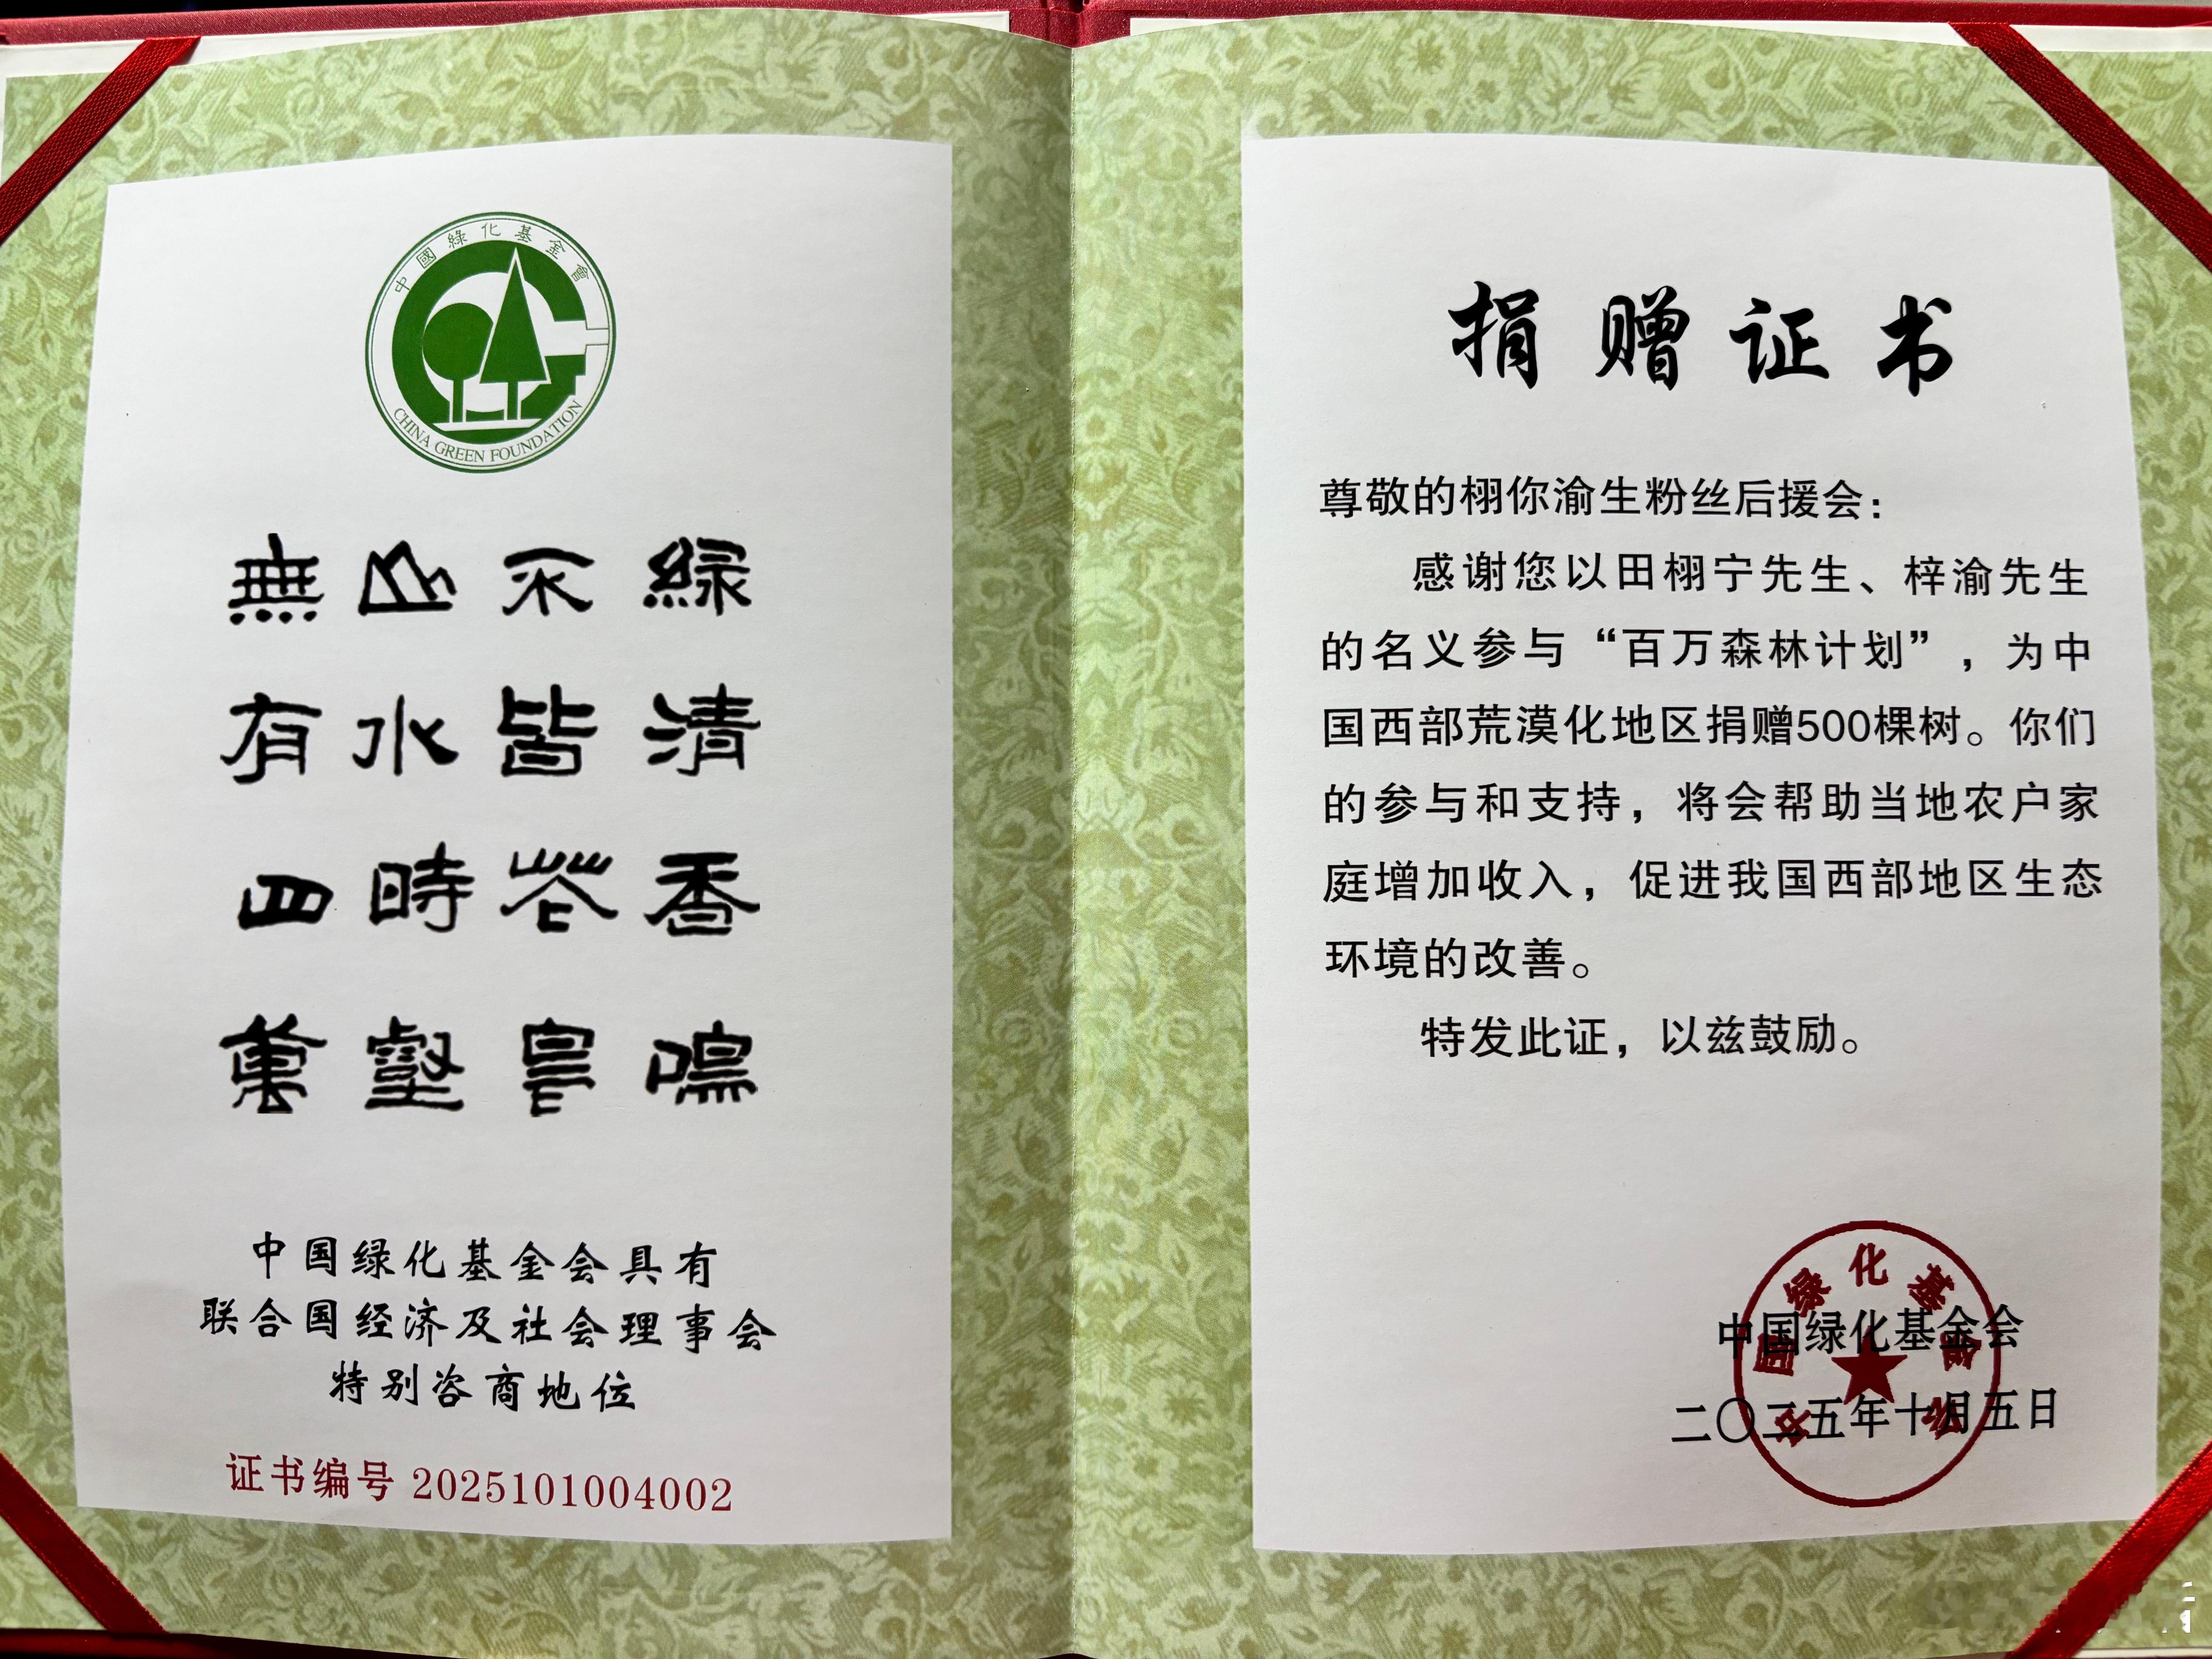 中國綠化基金會
CHINA GREEN FOUNDATION
無山不綠
有水皆清
四時花香
萬壑鳥鳴
中国绿化基金会具有
联合国经济及社会理事会
特别咨商地位
证书编号 2025101004002
捐赠证书
尊敬的栩你渝生粉丝后援会：
感谢您以田栩宁先生、梓渝先生
的名义参与“百万森林计划”，为中
国西部荒漠化地区捐赠500棵树。你们
的参与和支持，将会帮助当地农户家
庭增加收入，促进我国西部地区生态
环境的改善。
特发此证，以兹鼓励。
中国绿化基金会
中国绿化基金会
二〇二五年十月五日